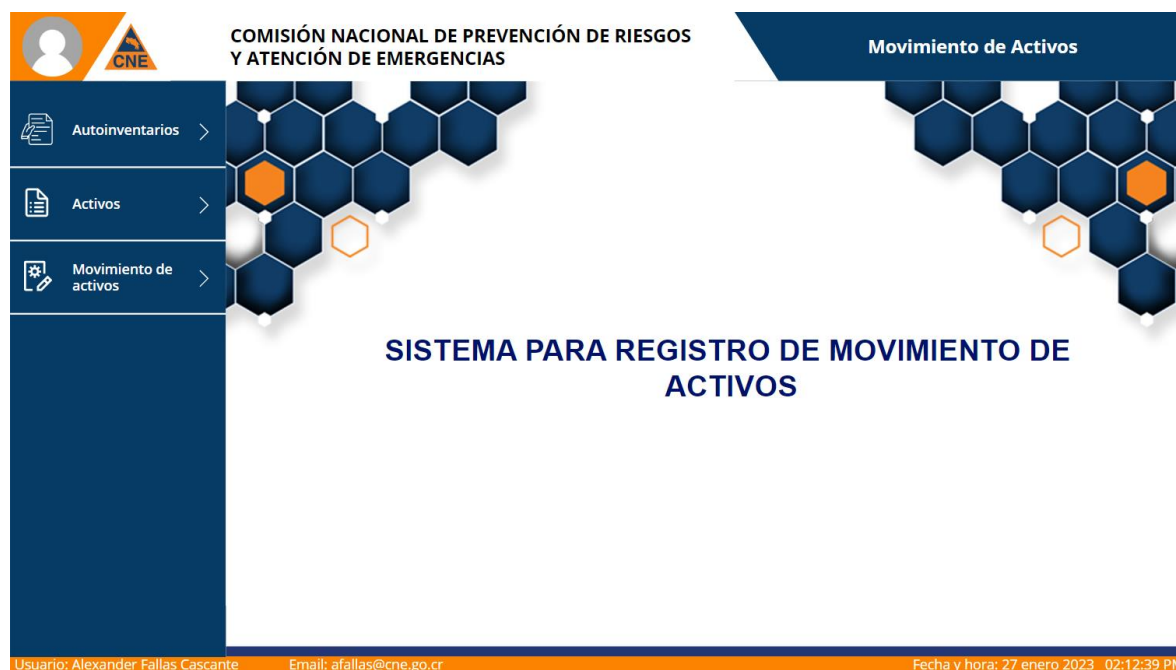 CNE
COMISIÓN NACIONAL DE PREVENCIÓN DE RIESGOS
Y ATENCIÓN DE EMERGENCIAS
Movimiento de Activos
Autoinventarios
Activos
Movimiento de
activos
SISTEMA PARA REGISTRO DE MOVIMIENTO DE
ACTIVOS
Usuario: Alexander Fallas Cascante Email: afallas@cne.go.cr Fecha y hora: 27 enero 2023 02:12:39